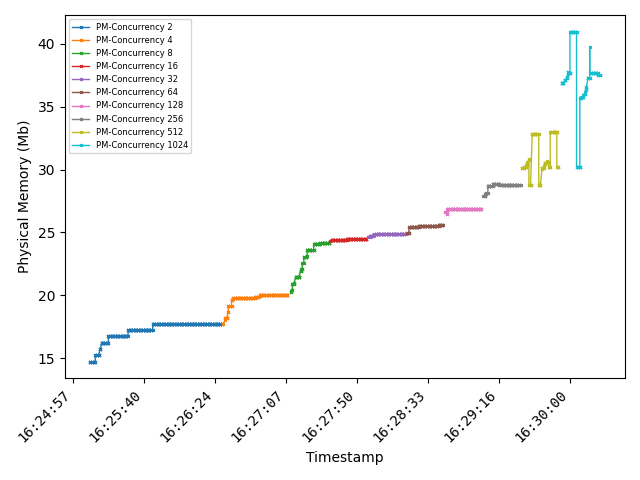 PM-Concurrency 2
PM-Concurrency 4
PM-Concurrency 8
PM-Concurrency 16
PM-Concurrency 32
PM-Concurrency 64
PM-Concurrency 128
PM-Concurrency 256
PM-Concurrency 512
PM-Concurrency 1024
40
35
30
25
20
15
Physical Memory (Mb)
16:24:57
16:25:40
16:26:24
16:27:07
16:27:50
16:28:33
16:29:16
16:30:00
Timestamp